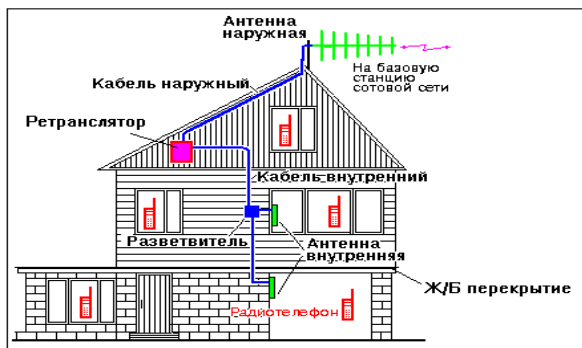 Антенна
наружная
На базовую
станцию
сотовой сети
Кабель наружный
Ретранслятор
Кабель внутренний
Разветвитель
Антенна
внутренняя
Ж/Б перекрытие
Радиотелефон